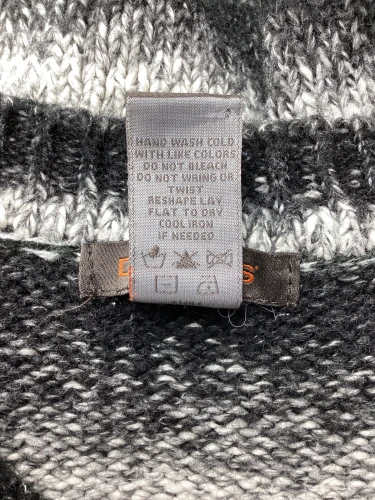 HAND WASH COLD
WITH LIKE COLORS
DO NOT BLEACH
DO NOT WRING OR
TWIST
RESHAPE LAY
FLAT TO DRY
COOL IRON
IF NEEDED